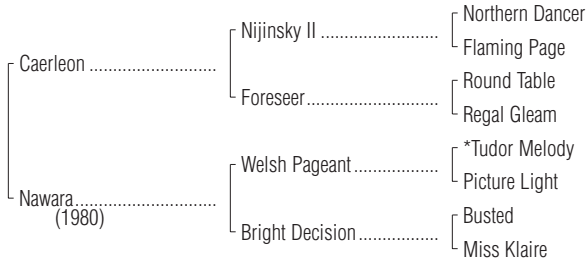 Northern Dancer
Nijinsky II ......................
Flaming Page
Caerleon ........................
Round Table
Foreseer.........................
Regal Gleam
*Tudor Melody
Welsh Pageant ................
Picture Light
Nawara...........................
(1980)
Busted
Bright Decision ...............
Miss Klaire